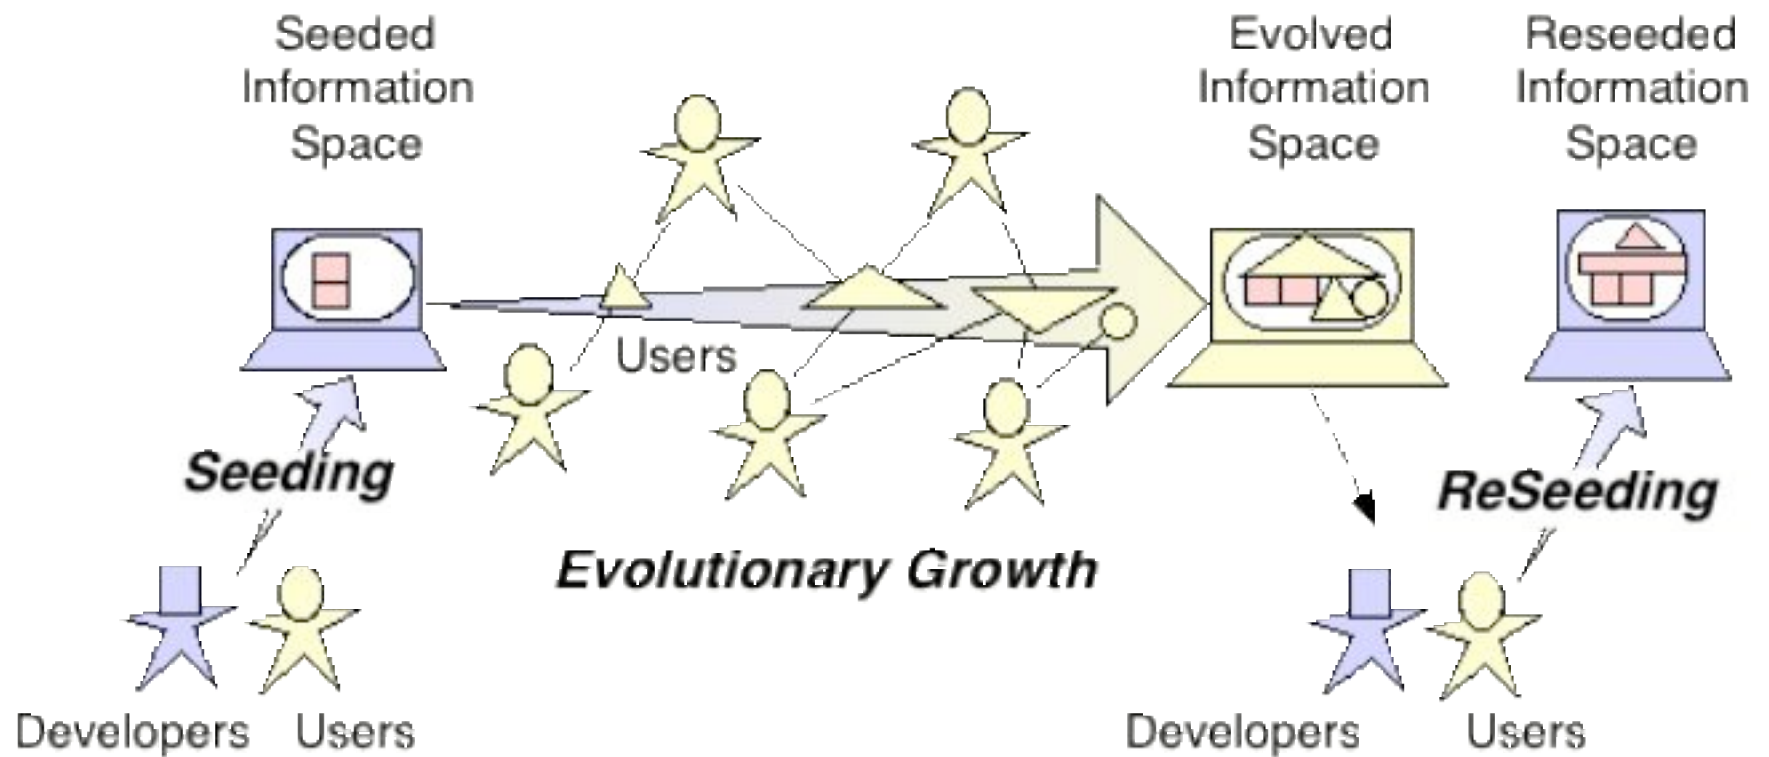 Seeded
Information
Space
Evolved
Information
Space
Reseeded
Information
Space
Users
Seeding
ReSeeding
Evolutionary Growth
Developers
Users
Developers
Users